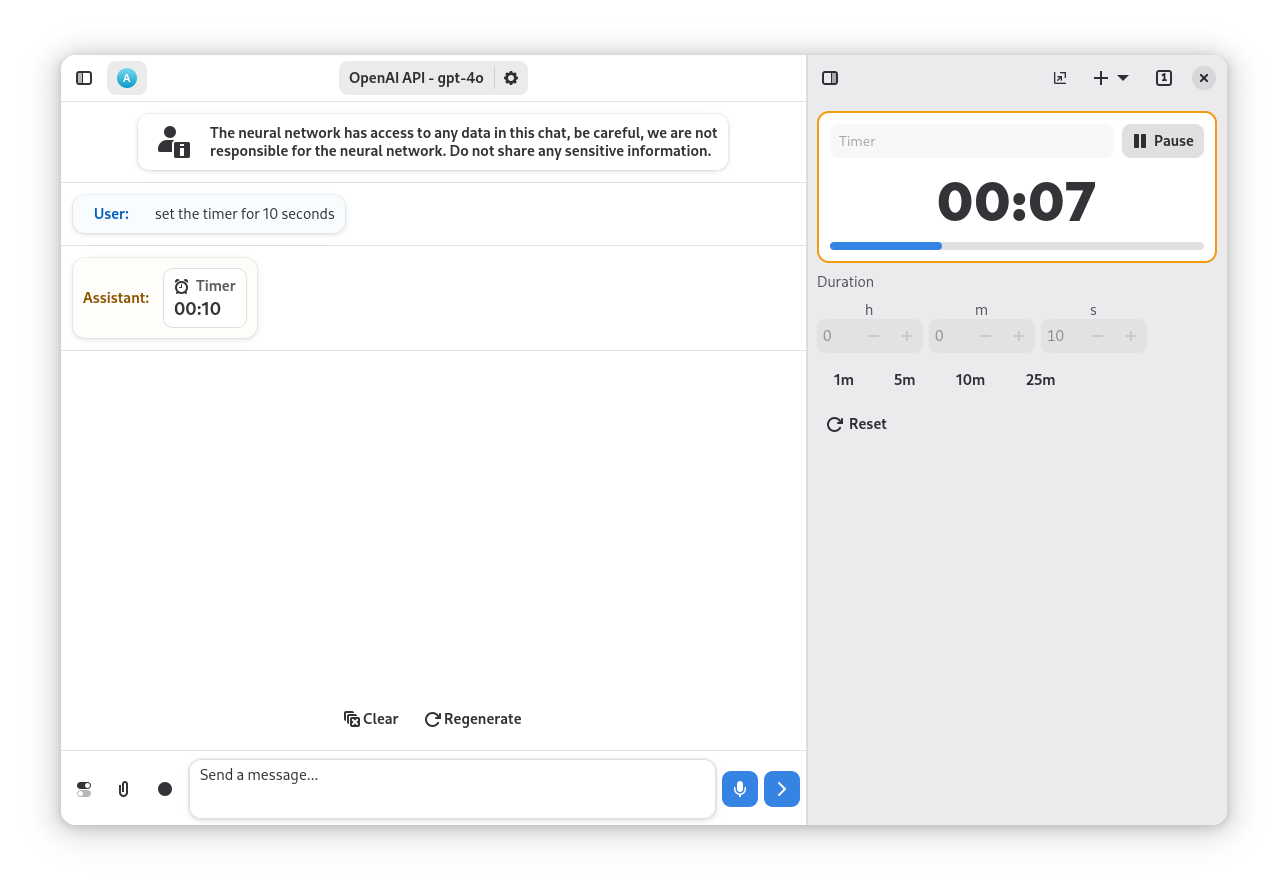 A
OpenAI API - gpt-4o
1
The neural network has access to any data in this chat, be careful, we are not
responsible for the neural network. Do not share any sensitive information.
User: set the timer for 10 seconds
Assistant:
Timer
00:10
Clear
Regenerate
Send a message...
Timer
Pause
00:07
Duration
h m s
0 − + 0 − + 10 − +
1m 5m 10m 25m
Reset